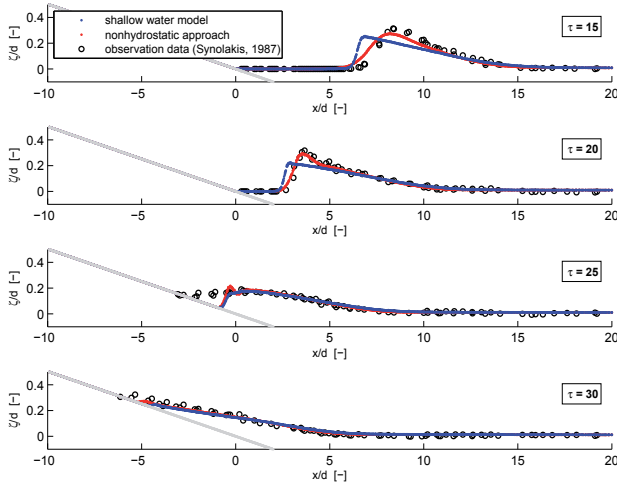 shallow water model
nonhydrostatic approach
observation data (Synolakis, 1987)
τ = 15
ζ/d [−]
0.4
0.2
0
−10 −5 0 5 10 15 20
x/d [−]
τ = 20
ζ/d [−]
0.4
0.2
0
−10 −5 0 5 10 15 20
x/d [−]
τ = 25
ζ/d [−]
0.4
0.2
0
−10 −5 0 5 10 15 20
x/d [−]
τ = 30
ζ/d [−]
0.4
0.2
0
−10 −5 0 5 10 15 20
x/d [−]